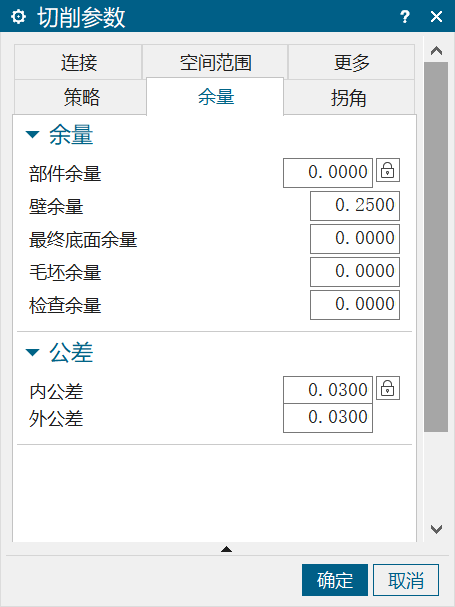 切削参数
?
连接 空间范围 更多
策略 余量 拐角
余量
部件余量 0.0000
壁余量 0.2500
最终底面余量 0.0000
毛坯余量 0.0000
检查余量 0.0000
公差
内公差 0.0300
外公差 0.0300
确定 取消